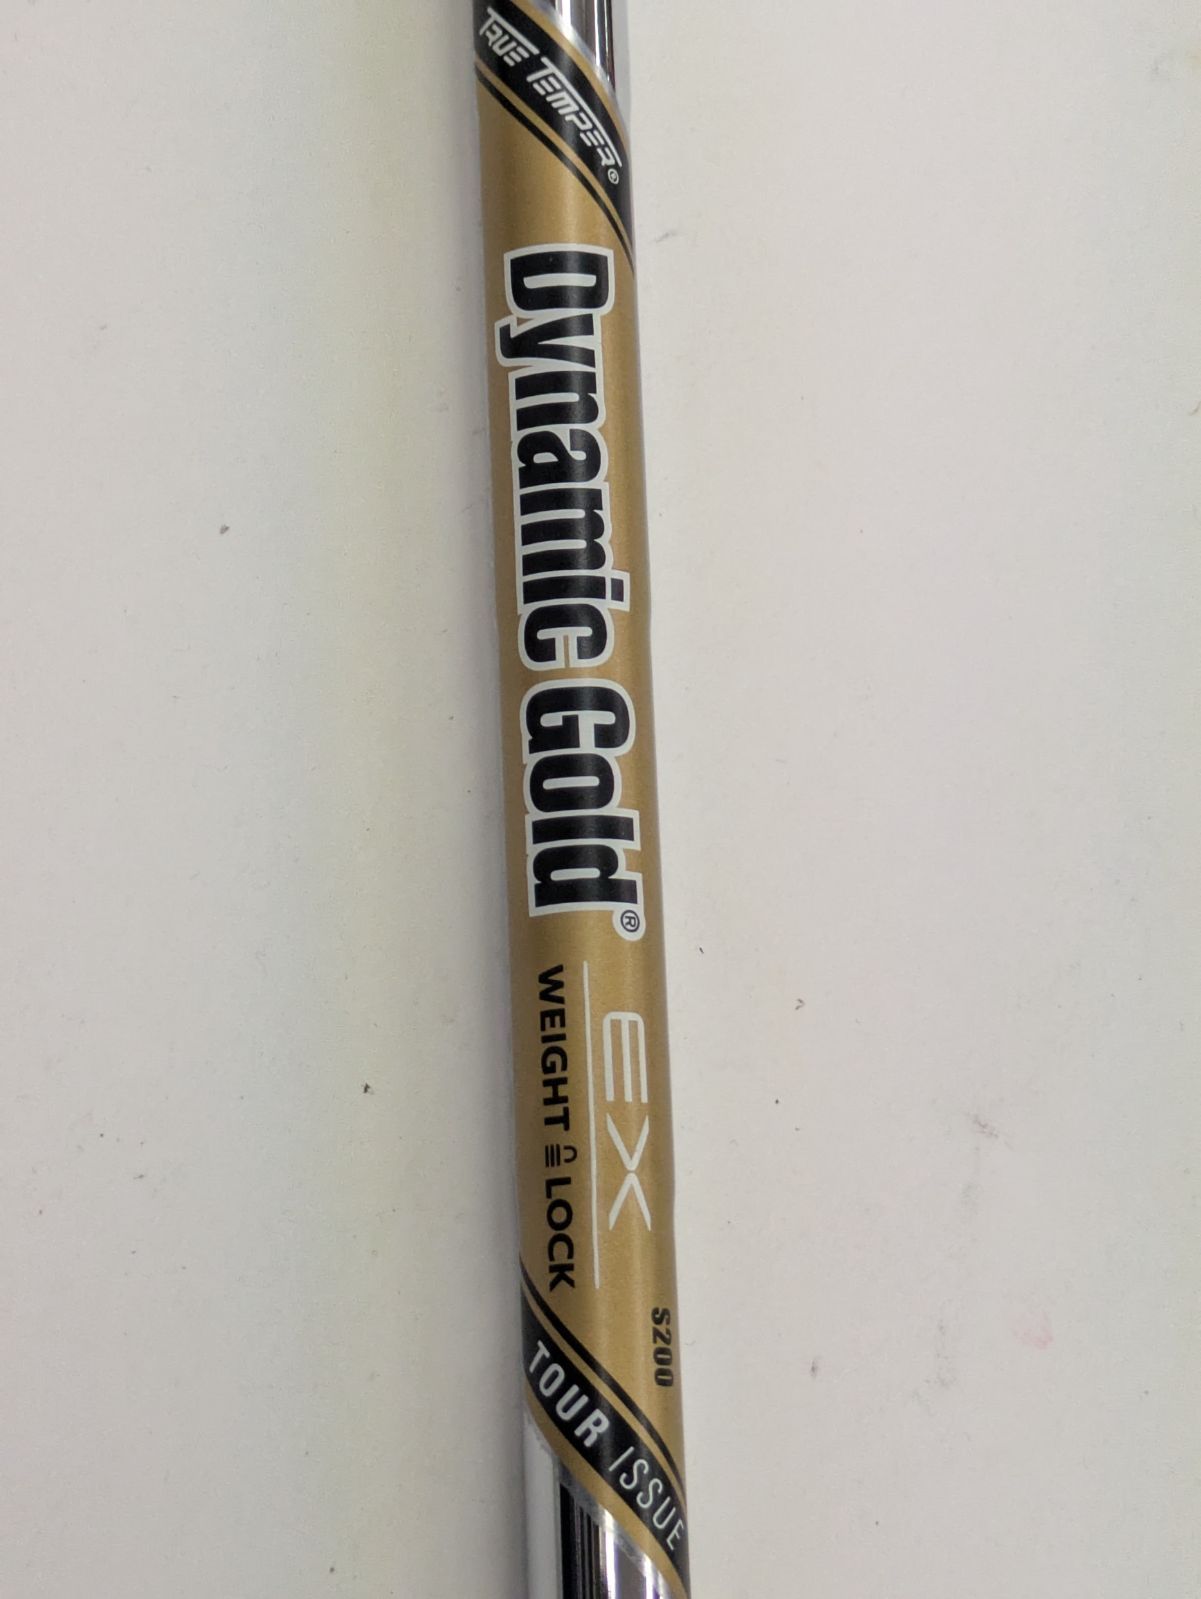 TRUE TEMPER®
Dynamic Gold®
EX
WEIGHT LOCK
S200
TOUR ISSUE